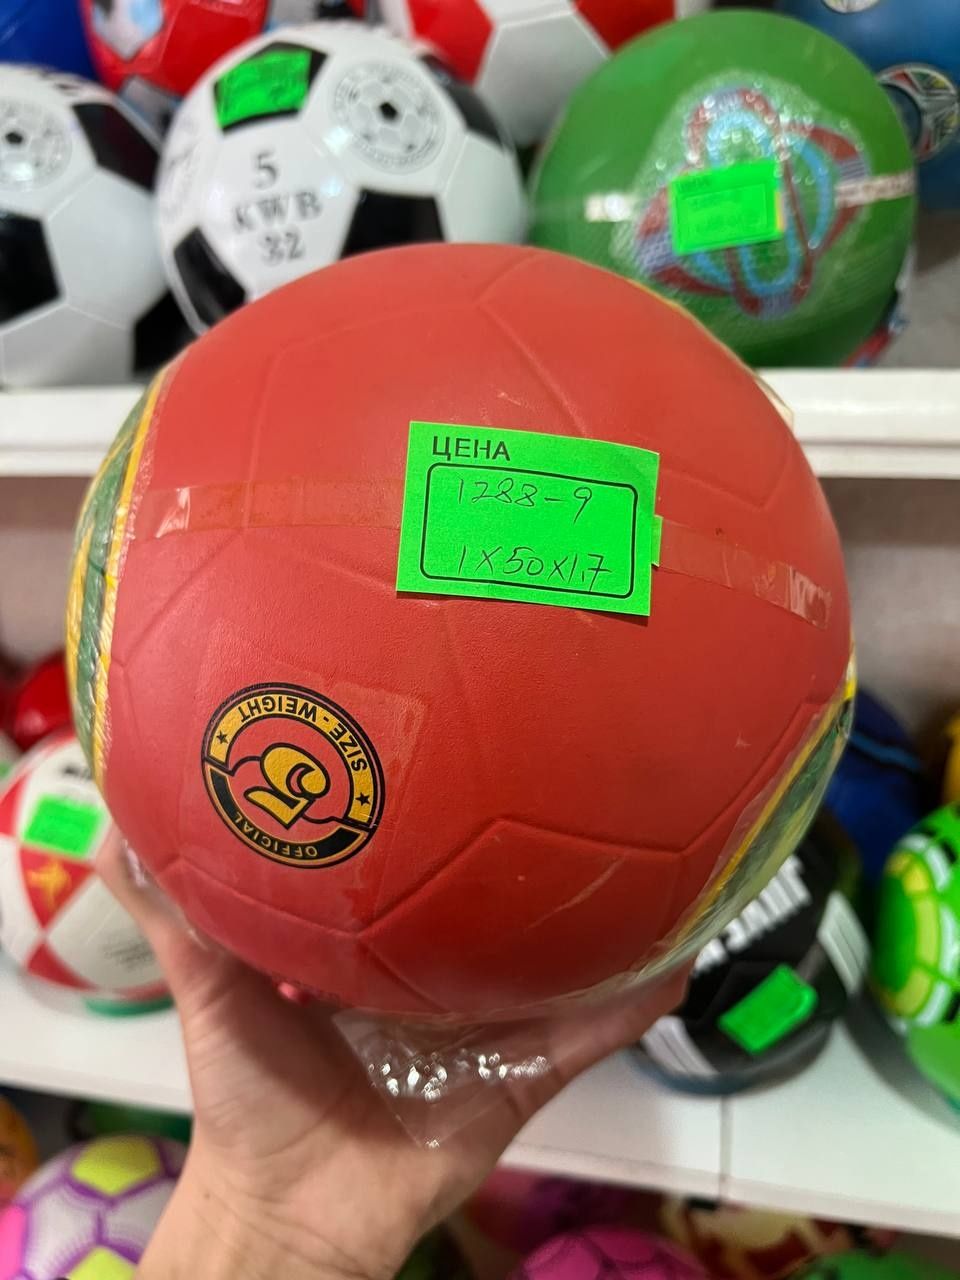 5
KWB
32
ЦЕНА
1288-9
1X50X1.7
SIZE - WEIGHT
5
OFFICIAL